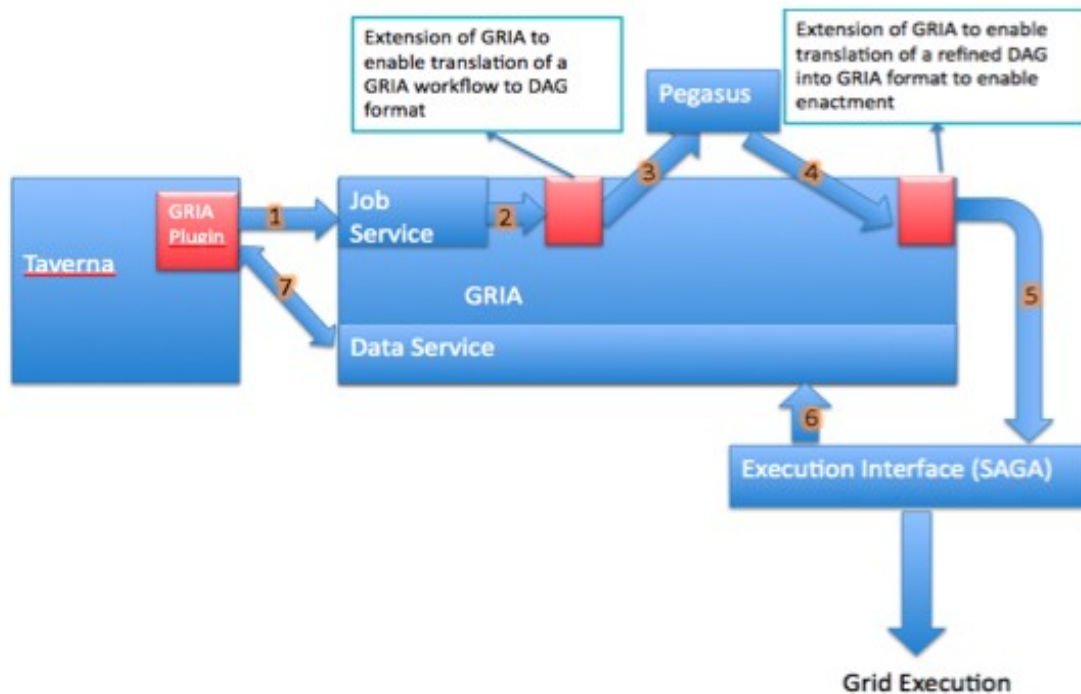 Extension of GRIA to
enable translation of a
GRIA workflow to DAG
format
Pegasus
Extension of GRIA to enable
translation of a refined DAG
into GRIA format to enable
enactment
3
4
Taverna
GRIA
Plugin
1
Job
Service
2
7
GRIA
5
Data Service
6
Execution Interface (SAGA)
Grid Execution